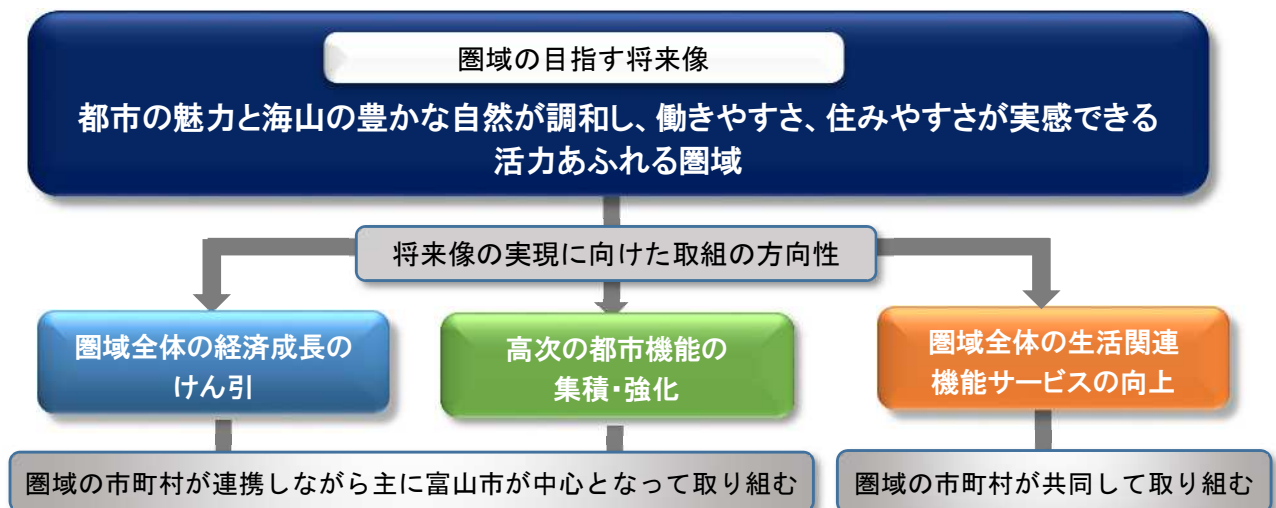 圏域の目指す将来像
都市の魅力と海山の豊かな自然が調和し、働きやすさ、住みやすさが実感できる
活力あふれる圏域
将来像の実現に向けた取組の方向性
圏域全体の経済成長の
けん引
高次の都市機能の
集積・強化
圏域全体の生活関連
機能サービスの向上
圏域の市町村が連携しながら主に富山市が中心となって取り組む
圏域の市町村が共同して取り組む